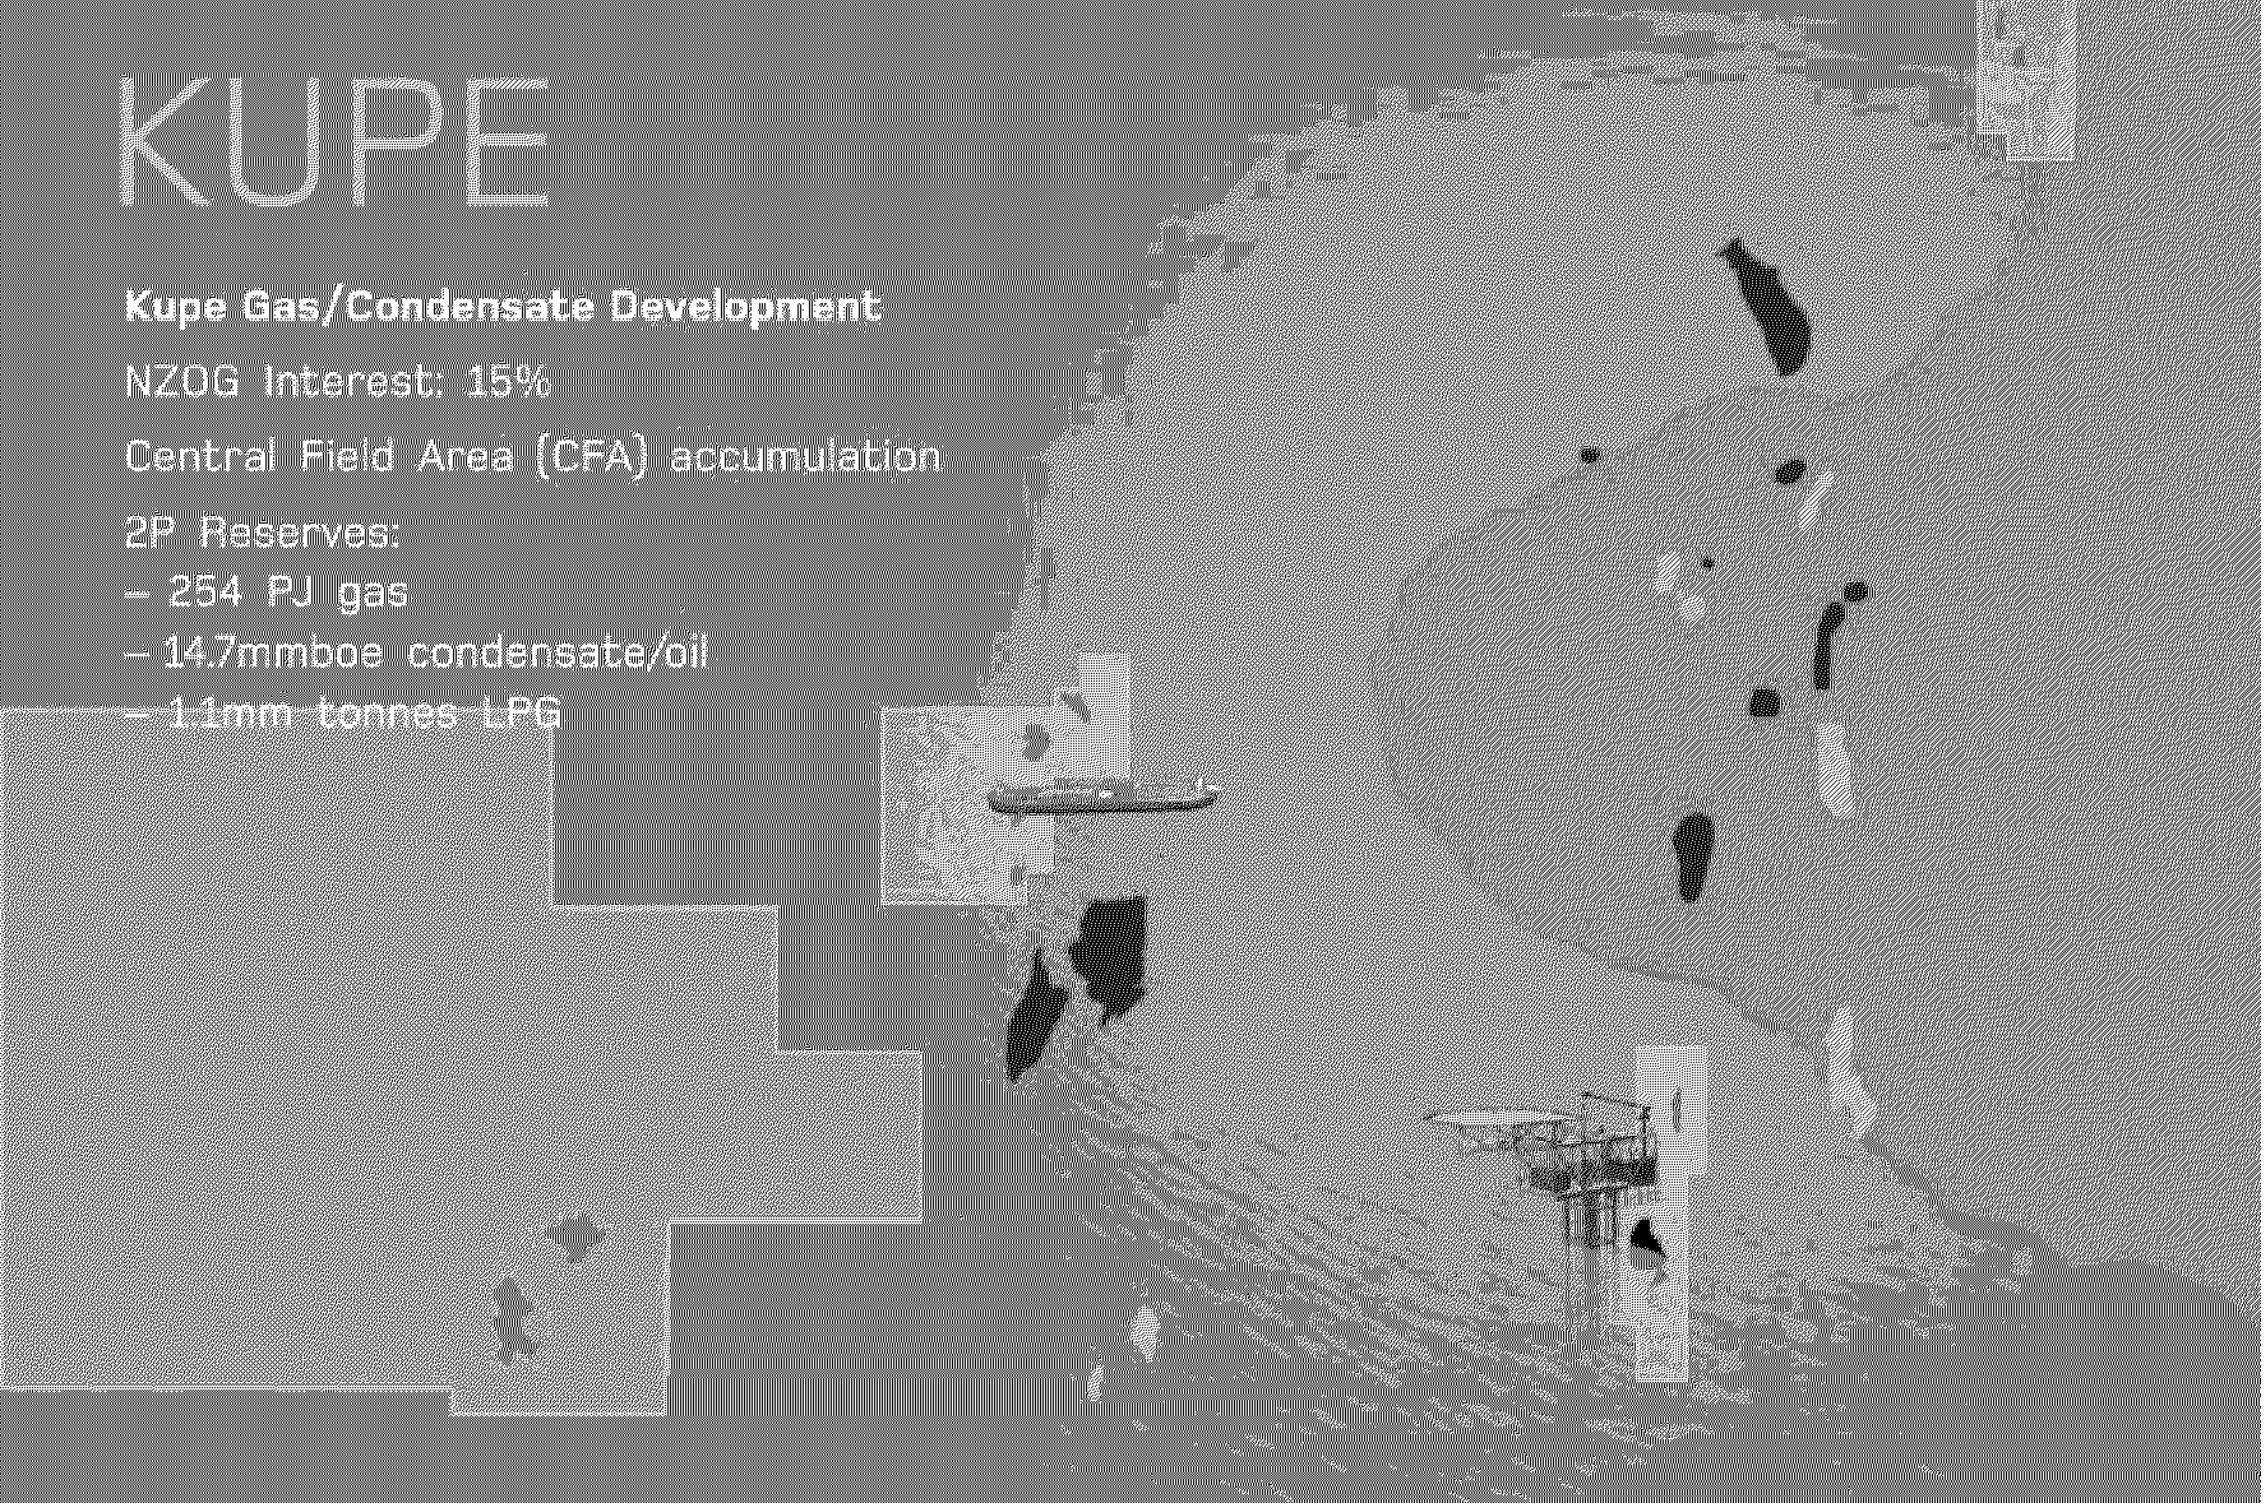 KUPE
Kupe Gas/Condensate Development
NZOG Interest: 15%
Central Field Area (CFA) accumulation
2P Reserves:
– 254 PJ gas
– 14.7mmboe condensate/oil
– 1.1mm tonnes LPG